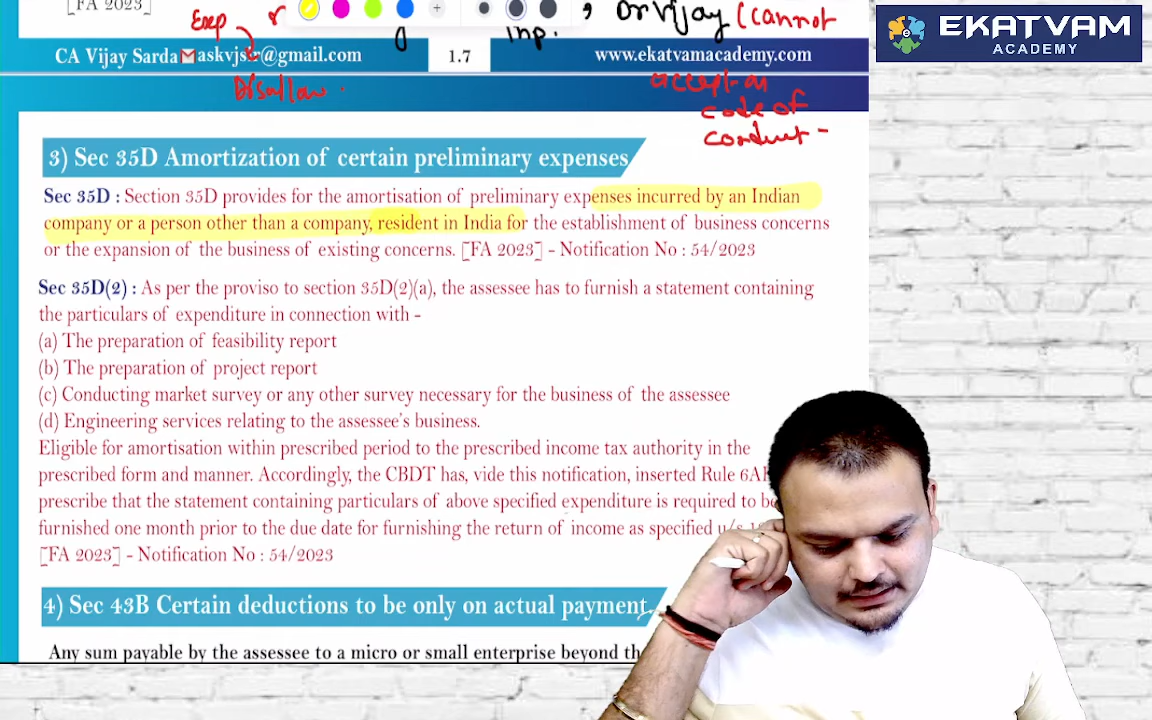 [FA 2023]
Exep
or Vijay (cannot
inp.
EKATVAM
ACADEMY
CA Vijay Sarda askvjsir@gmail.com 1.7 www.ekatvamacademy.com
Disallow.
accept-an
code of
conduct -
3) Sec 35D Amortization of certain preliminary expenses
Sec 35D : Section 35D provides for the amortisation of preliminary expenses incurred by an Indian
company or a person other than a company, resident in India for the establishment of business concerns
or the expansion of the business of existing concerns. [FA 2023] - Notification No : 54/2023
Sec 35D(2) : As per the proviso to section 35D(2)(a), the assessee has to furnish a statement containing
the particulars of expenditure in connection with -
(a) The preparation of feasibility report
(b) The preparation of project report
(c) Conducting market survey or any other survey necessary for the business of the assessee
(d) Engineering services relating to the assessee's business.
Eligible for amortisation within prescribed period to the prescribed income tax authority in the
prescribed form and manner. Accordingly, the CBDT has, vide this notification, inserted Rule 6A
prescribe that the statement containing particulars of above specified expenditure is required to be
furnished one month prior to the due date for furnishing the return of income as specified u/s
[FA 2023] - Notification No : 54/2023
4) Sec 43B Certain deductions to be only on actual payment
Any sum payable by the assessee to a micro or small enterprise beyond